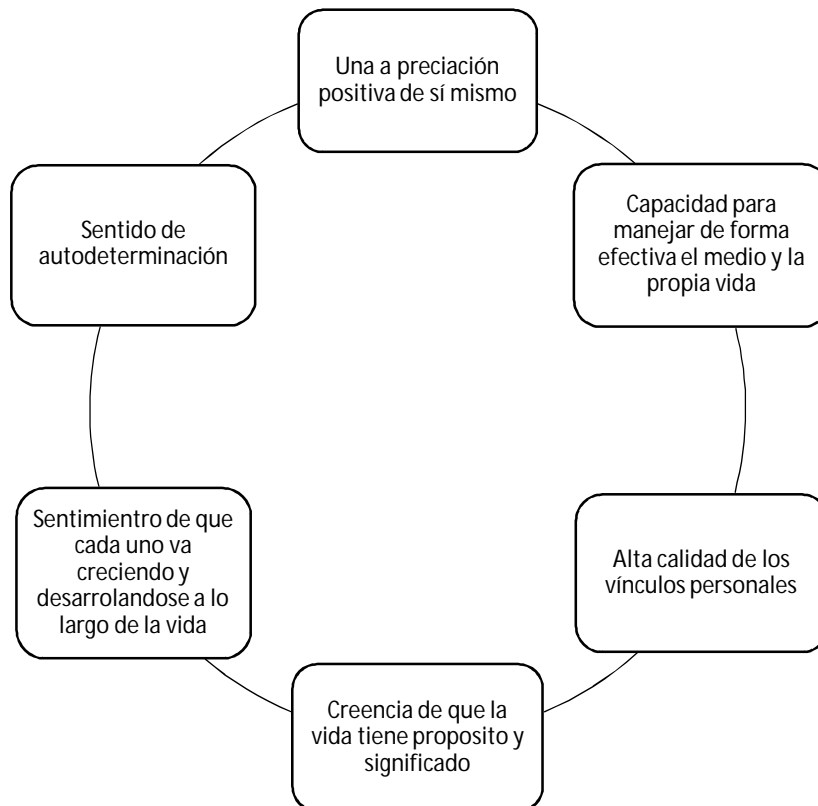 Una a preciación
positiva de sí mismo
Capacidad para
manejar de forma
efectiva el medio y la
propia vida
Alta calidad de los
vínculos personales
Creencia de que la
vida tiene proposito y
significado
Sentimientro de que
cada uno va
creciendo y
desarrolandose a lo
largo de la vida
Sentido de
autodeterminación